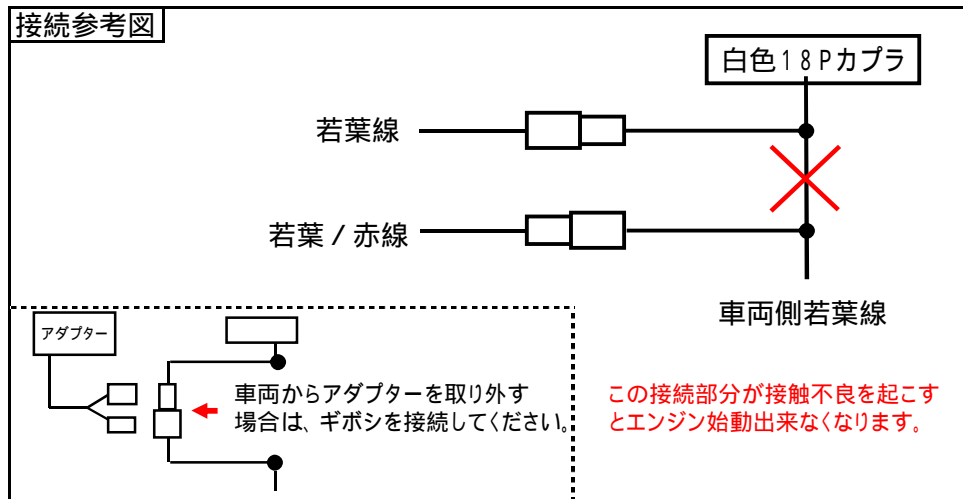 接続参考図
白色18Pカプラ
若葉線
若葉/赤線
車両側若葉線
アダプター
車両からアダプターを取り外す
場合は、ギボシを接続してください。
この接続部分が接触不良を起こす
とエンジン始動出来なくなります。